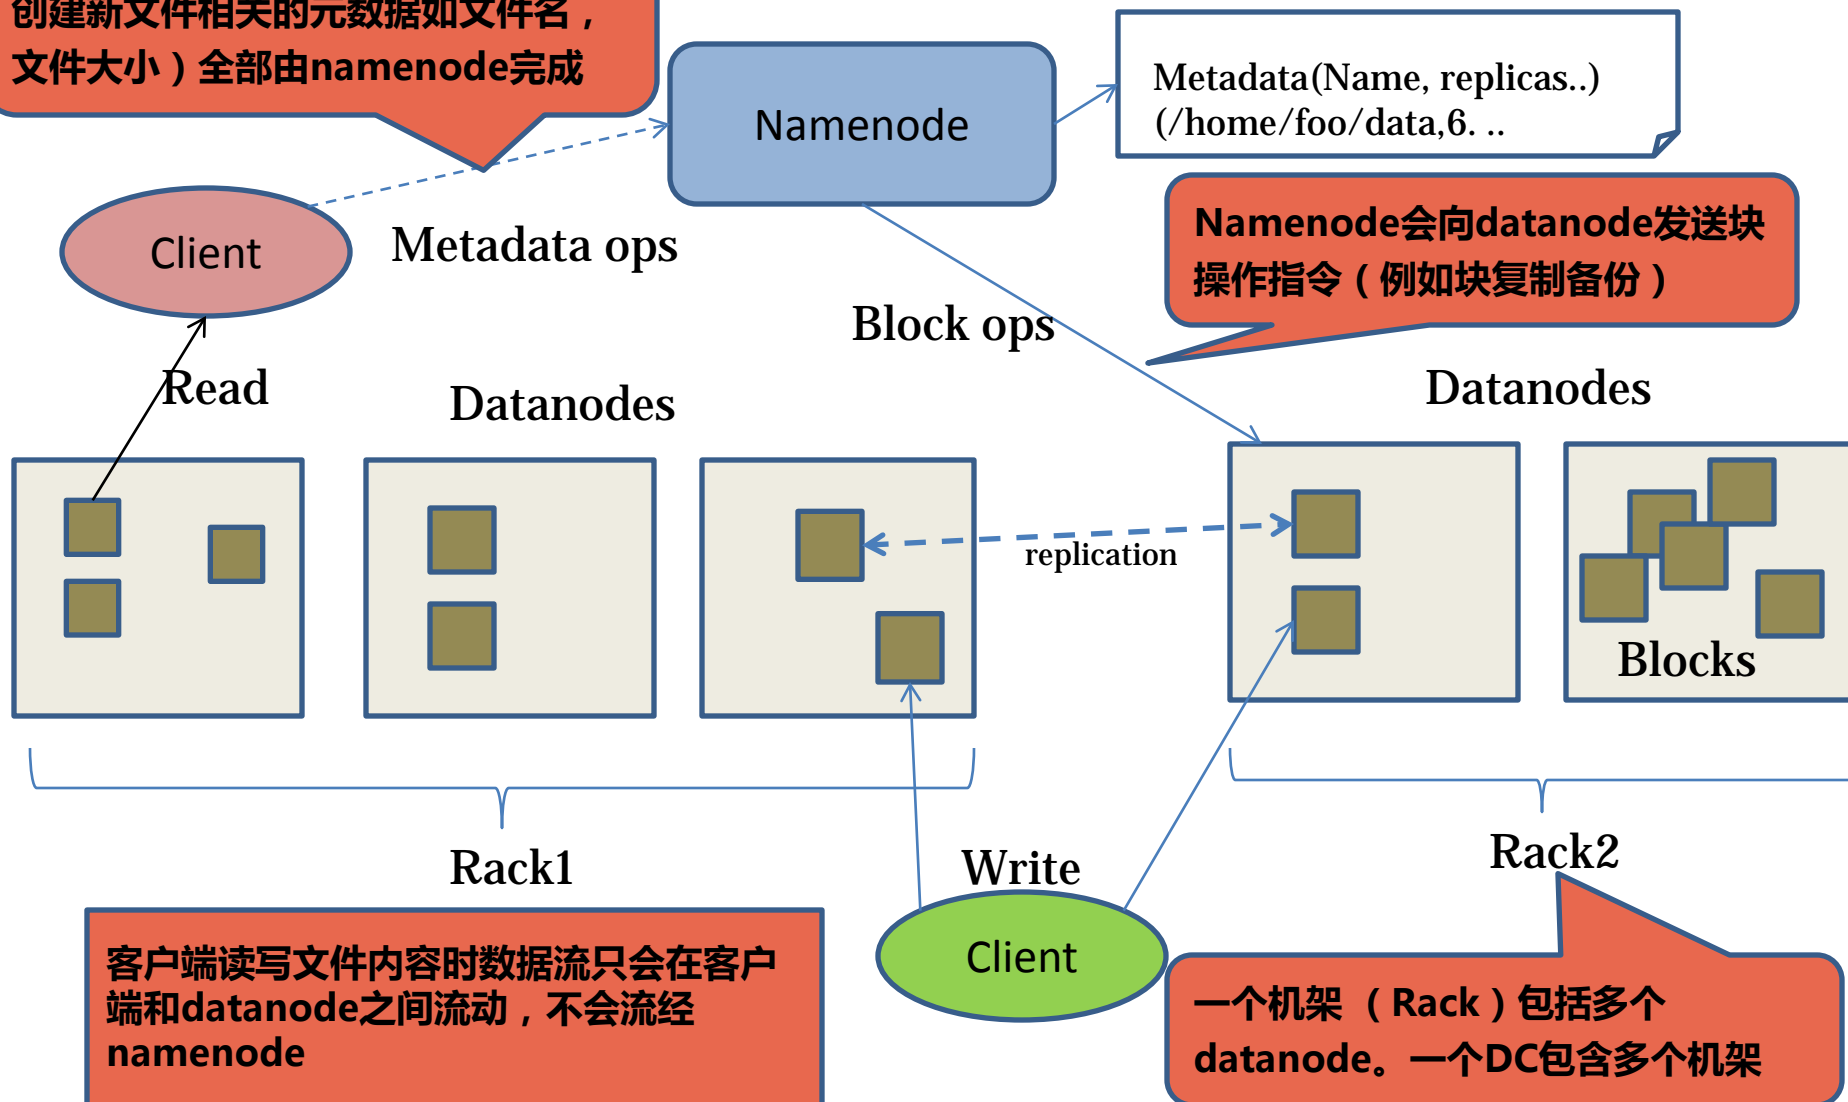 创建新文件相关的元数据如文件名，
文件大小）全部由namenode完成
Namenode
Metadata(Name, replicas..)
(/home/foo/data,6. ..
Client
Metadata ops
Namenode会向datanode发送块
操作指令（例如块复制备份）
Block ops
Read
Datanodes
Datanodes
replication
Blocks
Rack1
Write
Rack2
客户端读写文件内容时数据流只会在客户
端和datanode之间流动，不会流经
namenode
Client
一个机架 （Rack）包括多个
datanode。一个DC包含多个机架